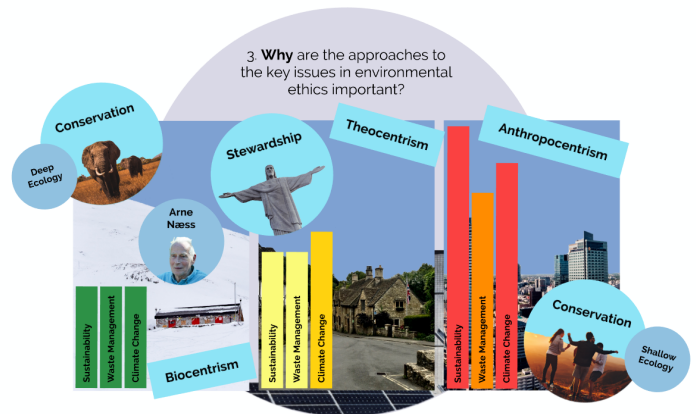 3. Why are the approaches to
the key issues in environmental
ethics important?
Conservation
Deep
Ecology
Arne
Næss
Sustainability
Waste Management
Climate Change
Biocentrism
Stewardship
Theocentrism
Sustainability
Waste Management
Climate Change
Anthropocentrism
Sustainability
Waste Management
Climate Change
Conservation
Shallow
Ecology